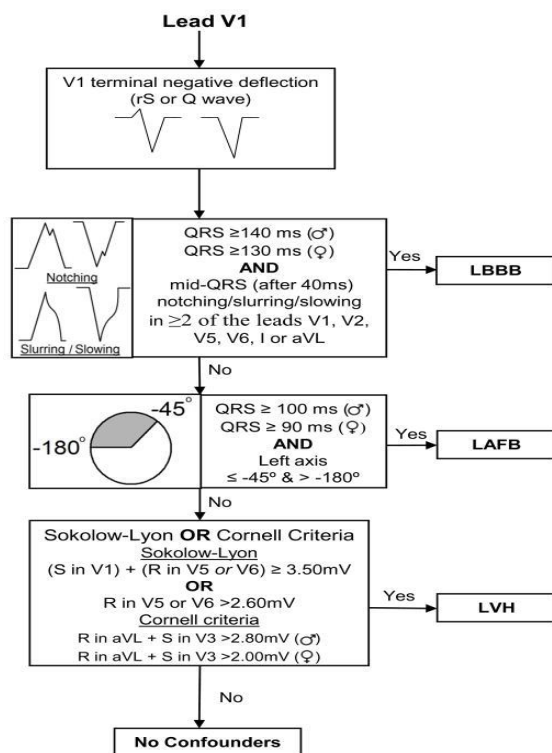 Lead V1
V1 terminal negative deflection
(rS or Q wave)
Notching
Slurring / Slowing
QRS ≥140 ms (♂)
QRS ≥130 ms (♀)
AND
mid-QRS (after 40ms)
notching/slurring/slowing
in ≥2 of the leads V1, V2,
V5, V6, I or aVL
Yes
LBBB
No
-45°
-180°
QRS ≥ 100 ms (♂)
QRS ≥ 90 ms (♀)
AND
Left axis
≤ -45º & > -180º
Yes
LAFB
No
Sokolow-Lyon OR Cornell Criteria
Sokolow-Lyon
(S in V1) + (R in V5 or V6) ≥ 3.50mV
OR
R in V5 or V6 >2.60mV
Cornell criteria
R in aVL + S in V3 >2.80mV (♂)
R in aVL + S in V3 >2.00mV (♀)
Yes
LVH
No
No Confounders